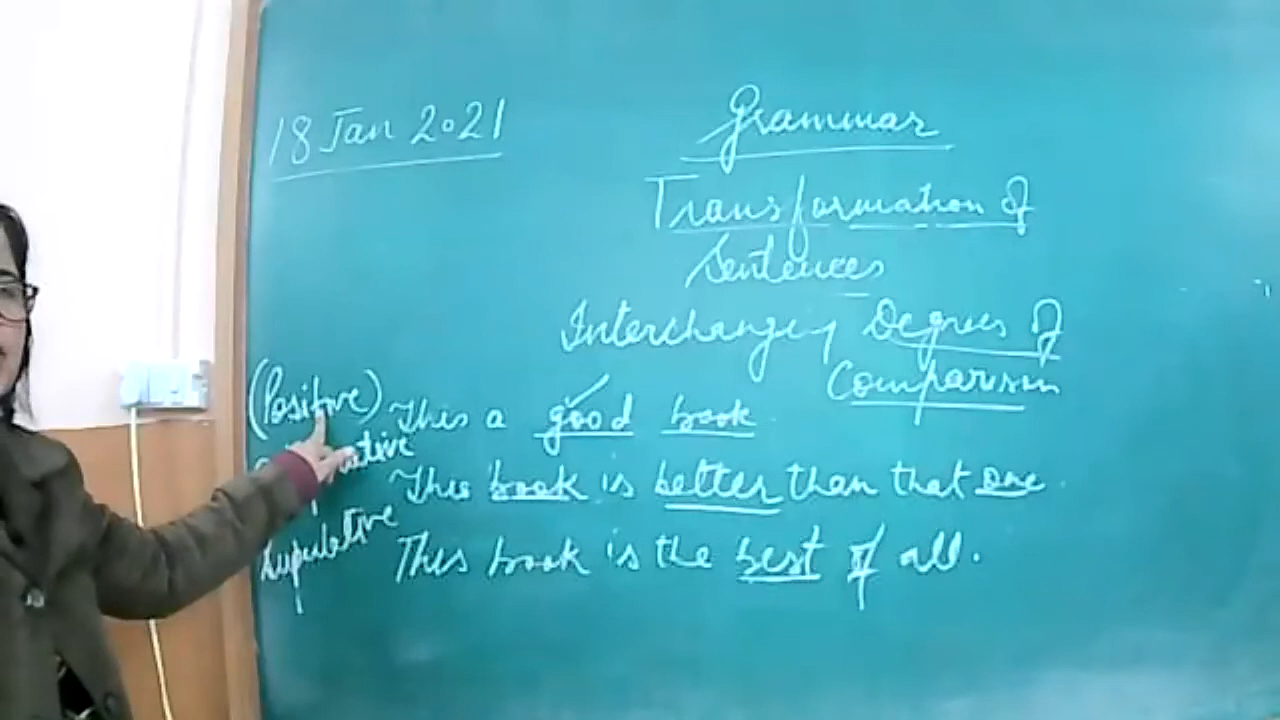 18 Jan 2021
Grammar
Transformation of
Sentences
Interchanging Degrees of
Comparison
(Positive) This a good book
This book is better than that one.
This book is the best of all.